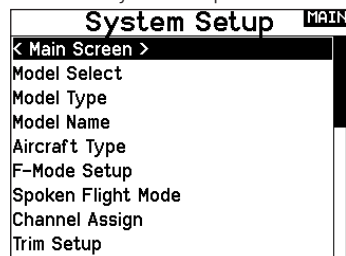 System Setup
MAIN
< Main Screen >
Model Select
Model Type
Model Name
Aircraft Type
F-Mode Setup
Spoken Flight Mode
Channel Assign
Trim Setup